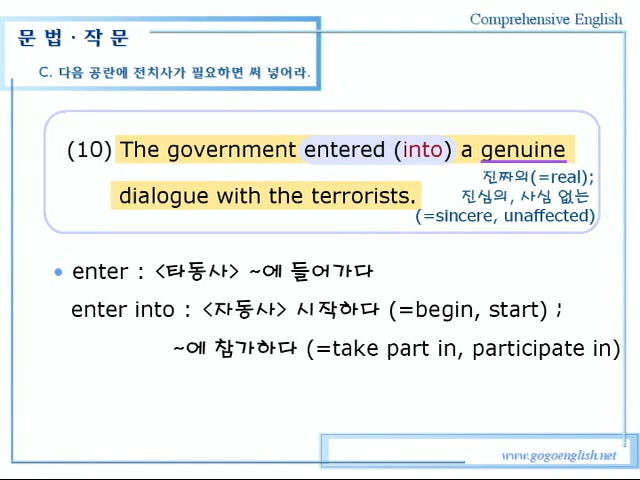 Comprehensive English
문 법 · 작 문
C. 다음 공란에 전치사가 필요하면 써 넣어라.
(10) The government entered (into) a genuine
진짜의(=real);
dialogue with the terrorists.
진심의, 사심 없는
(=sincere, unaffected)
• enter : <타동사> ~에 들어가다
enter into : <자동사> 시작하다 (=begin, start) ;
~에 참가하다 (=take part in, participate in)
www.gogoenglish.net